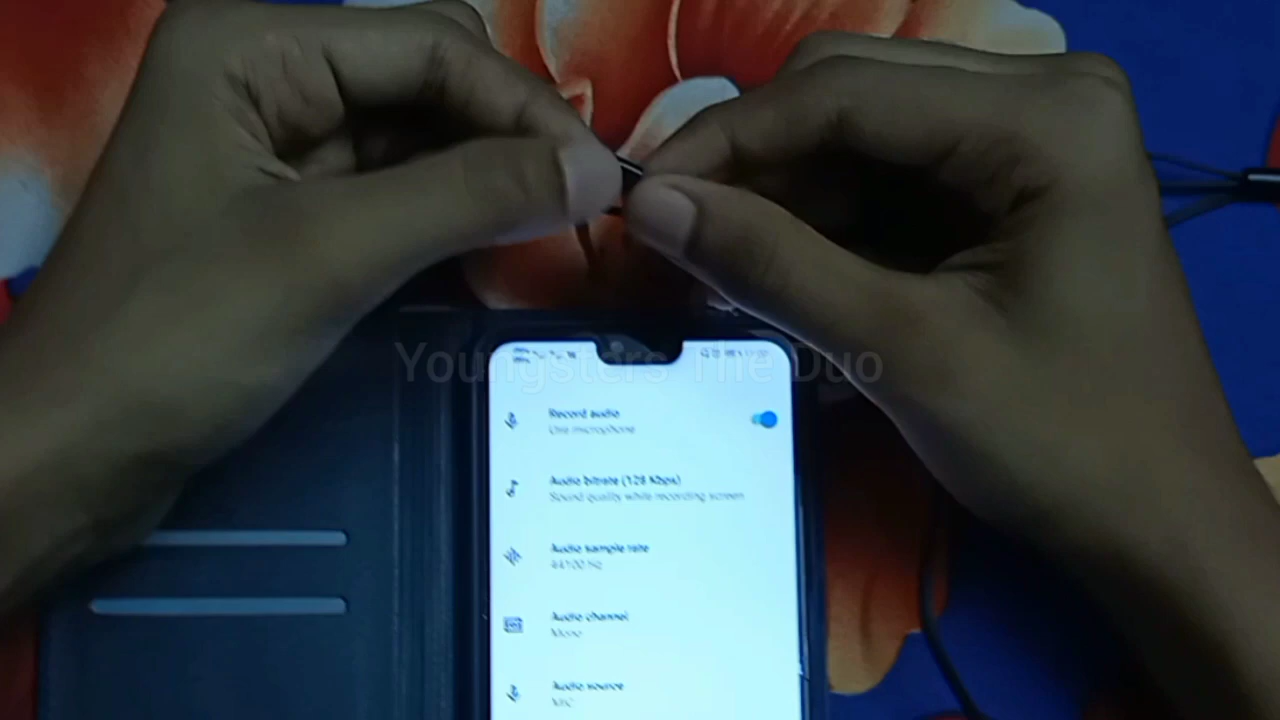 Youngsters The Duo
Record audio
Use microphone
Audio bitrate (128 Kbps)
Sound quality while recording screen
Audio sample rate
44100 Hz
Audio channel
Mono
Audio source
MIC